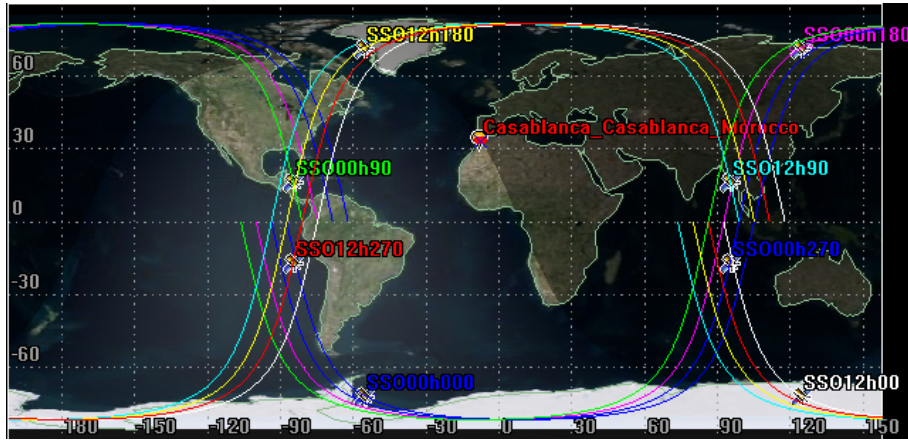 SSO12h180
SSO00h180
60
30
Casablanca_Casablanca_Morocco
SSO00h90
SSO12h90
0
SSO12h270
SSO00h270
-30
-60
SSO00h000
SSO12h00
-180 -150 -120 -90 -60 -30 0 30 60 90 120 -150